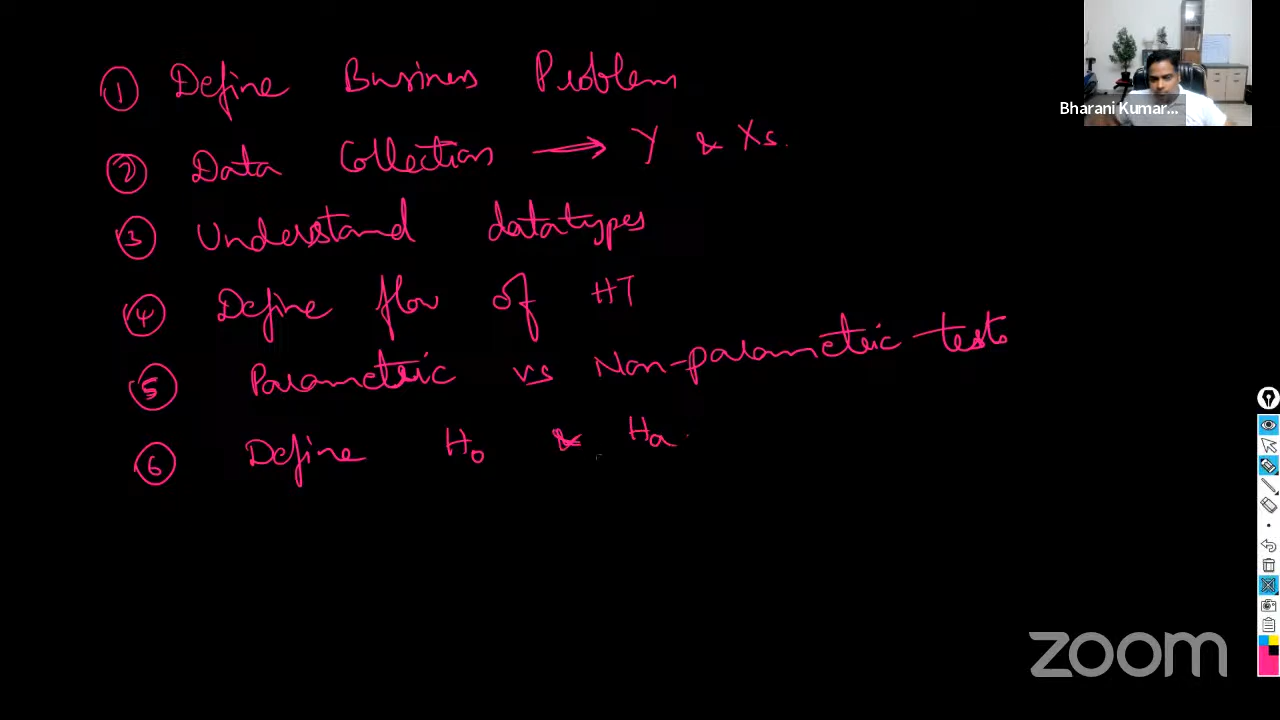 ① Define Business Problem
Bharani Kumar...
② Data Collection → Y & Xs.
③ Understand datatypes
④ Define flow of HT
⑤ Parametric vs Non-parametric tests
⑥ Define H₀ & Ha
zoom